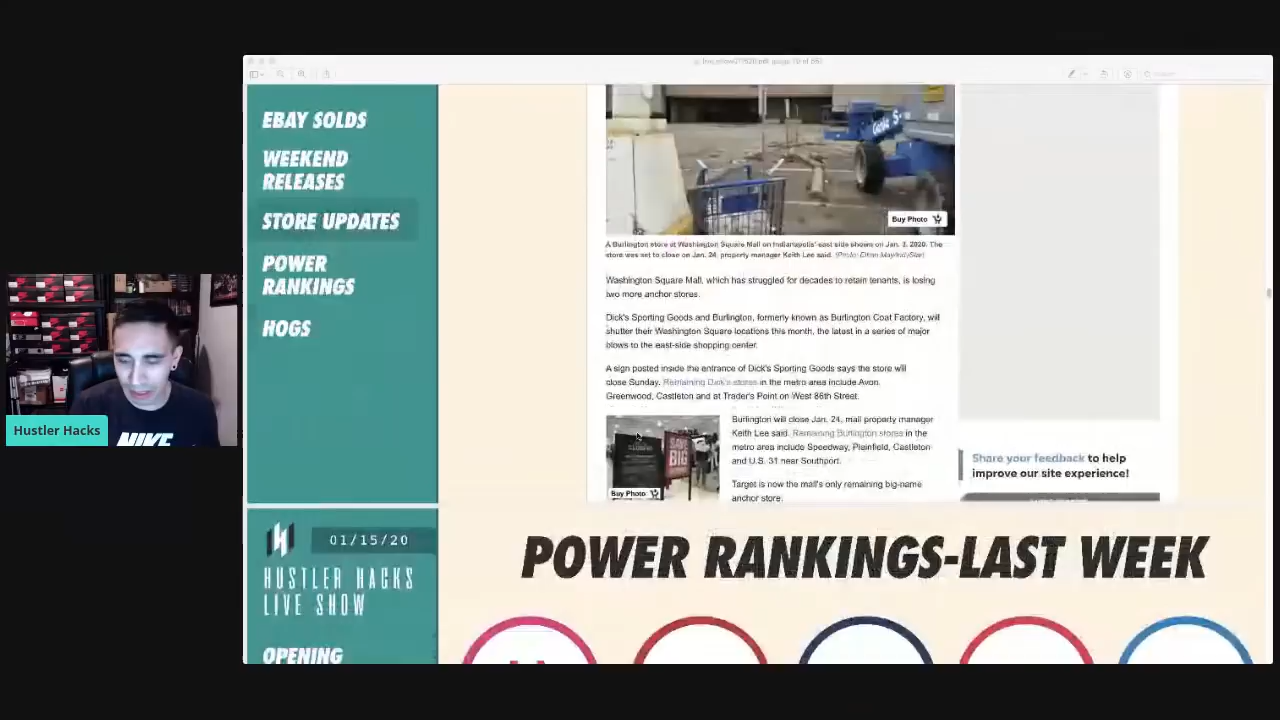 EBAY SOLDS
WEEKEND
RELEASES
STORE UPDATES
POWER
RANKINGS
HOGS
Genie S-
Buy Photo
A Burlington store at Washington Square Mall on Indianapolis' east side shown on Jan. 3, 2020. The
store was set to close on Jan. 24, property manager Keith Lee said. (Photo: Ethan May/IndyStar)
Washington Square Mall, which has struggled for decades to retain tenants, is losing
two more anchor stores.
Dick's Sporting Goods and Burlington, formerly known as Burlington Coat Factory, will
shutter their Washington Square locations this month, the latest in a series of major
blows to the east-side shopping center.
A sign posted inside the entrance of Dick's Sporting Goods says the store will
close Sunday. Remaining Dick's stores in the metro area include Avon,
Greenwood, Castleton and at Trader's Point on West 86th Street.
Burlington will close Jan. 24, mall property manager
Keith Lee said. Remaining Burlington stores in the
metro area include Speedway, Plainfield, Castleton
and U.S. 31 near Southport.
BIG
Buy Photo
Target is now the mall's only remaining big-name
anchor store.
Share your feedback to help
improve our site experience!
Hustler Hacks
NIKE
01/15/20
HUSTLER HACKS
LIVE SHOW
OPENING
POWER RANKINGS-LAST WEEK